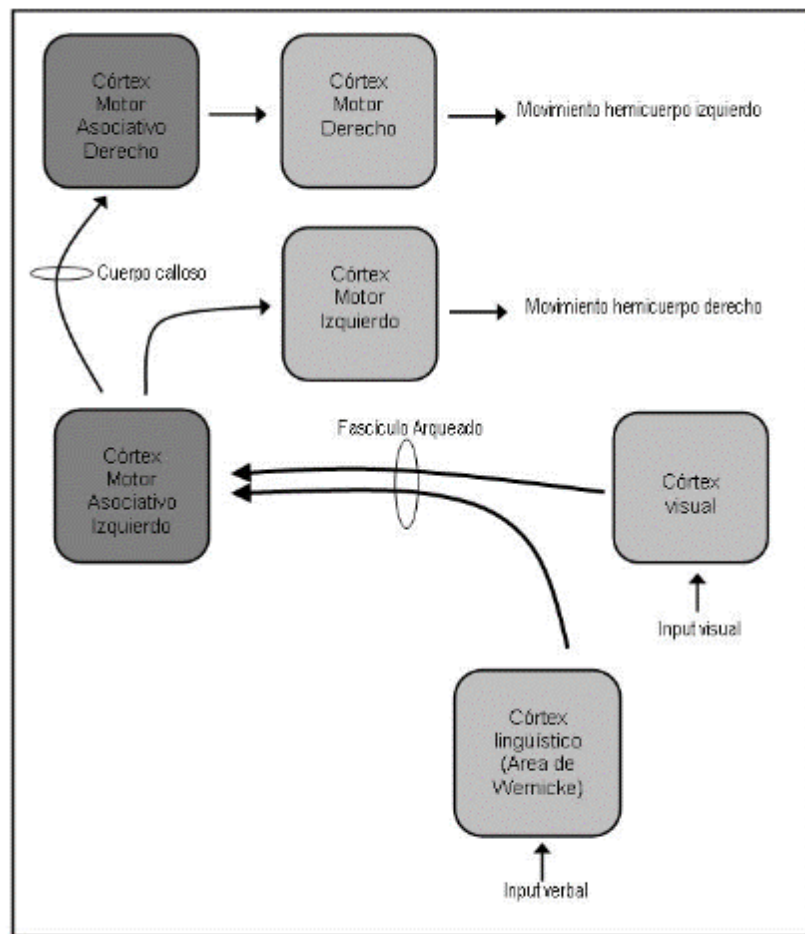 Córtex
Motor
Asociativo
Derecho
Córtex
Motor
Derecho
Movimiento hemicuerpo izquierdo
Cuerpo calloso
Córtex
Motor
Izquierdo
Movimiento hemicuerpo derecho
Córtex
Motor
Asociativo
Izquierdo
Fascículo Arqueado
Córtex
visual
Input visual
Córtex
lingüístico
(Area de
Wernicke)
Input verbal